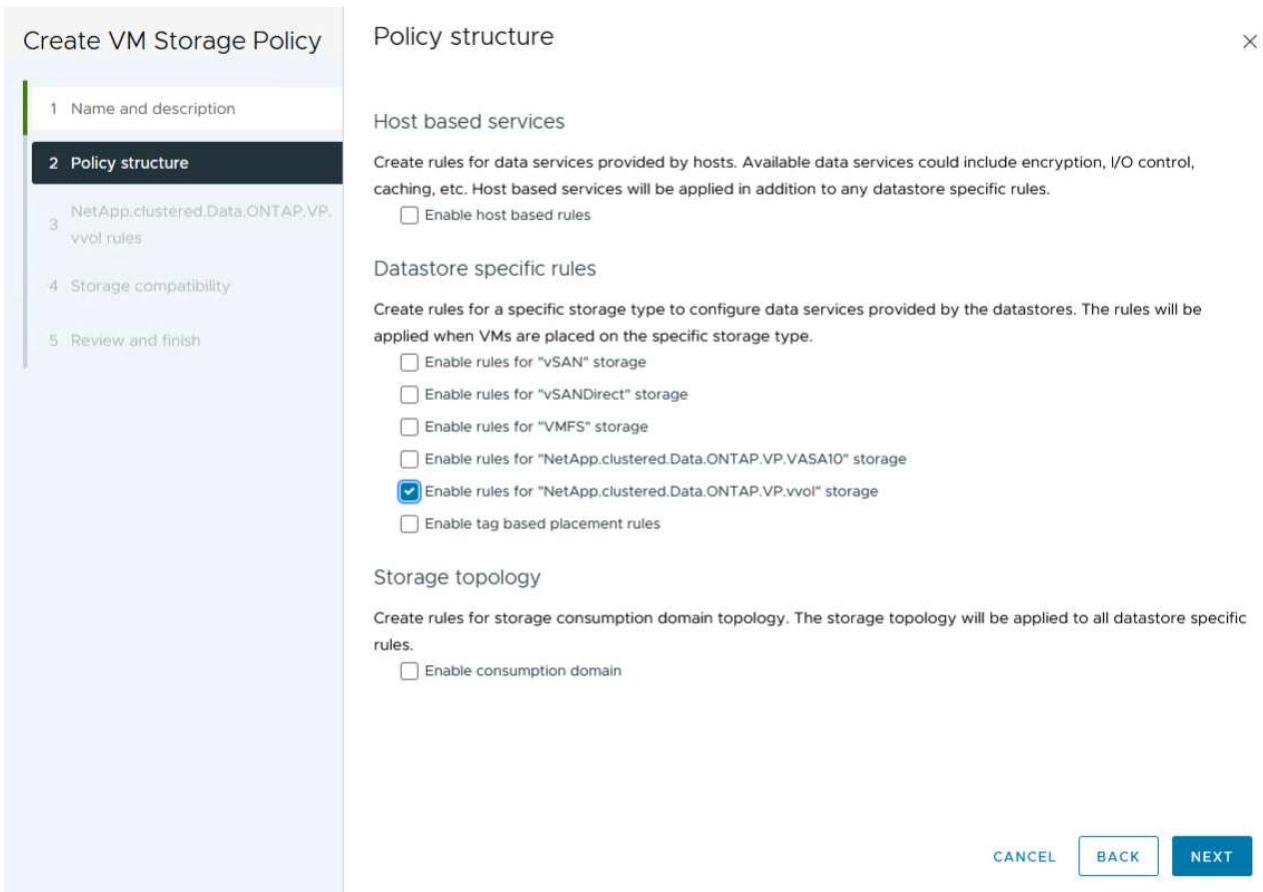 Create VM Storage Policy
1 Name and description
2 Policy structure
3 NetApp.clustered.Data.ONTAP.VP.
vvol rules
4 Storage compatibility
5 Review and finish
Policy structure
Host based services
Create rules for data services provided by hosts. Available data services could include encryption, I/O control,
caching, etc. Host based services will be applied in addition to any datastore specific rules.
Enable host based rules
Datastore specific rules
Create rules for a specific storage type to configure data services provided by the datastores. The rules will be
applied when VMs are placed on the specific storage type.
Enable rules for "vSAN" storage
Enable rules for "vSANDirect" storage
Enable rules for "VMFS" storage
Enable rules for "NetApp.clustered.Data.ONTAP.VP.VASA10" storage
Enable rules for "NetApp.clustered.Data.ONTAP.VP.vvol" storage
Enable tag based placement rules
Storage topology
Create rules for storage consumption domain topology. The storage topology will be applied to all datastore specific
rules.
Enable consumption domain
CANCEL
BACK
NEXT